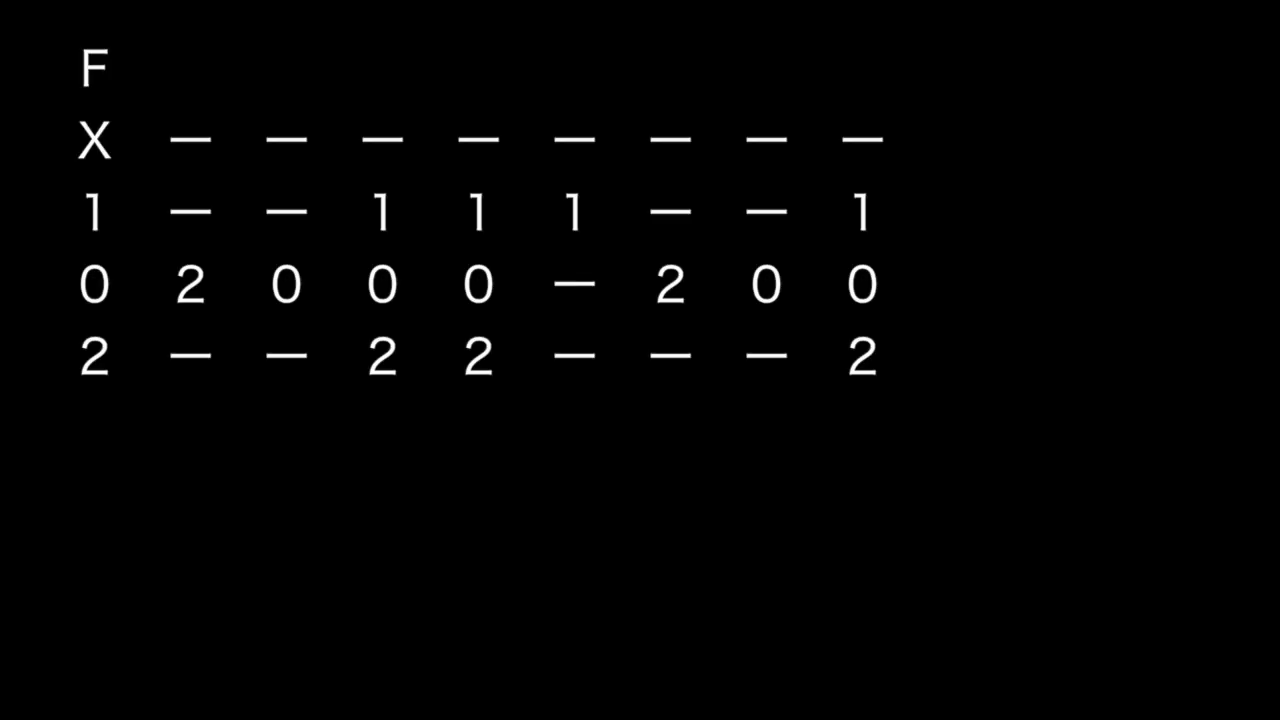 F
X — — — — — — — —
1 — — 1 1 1 — — 1
0 2 0 0 0 — 2 0 0
2 — — 2 2 — — — 2